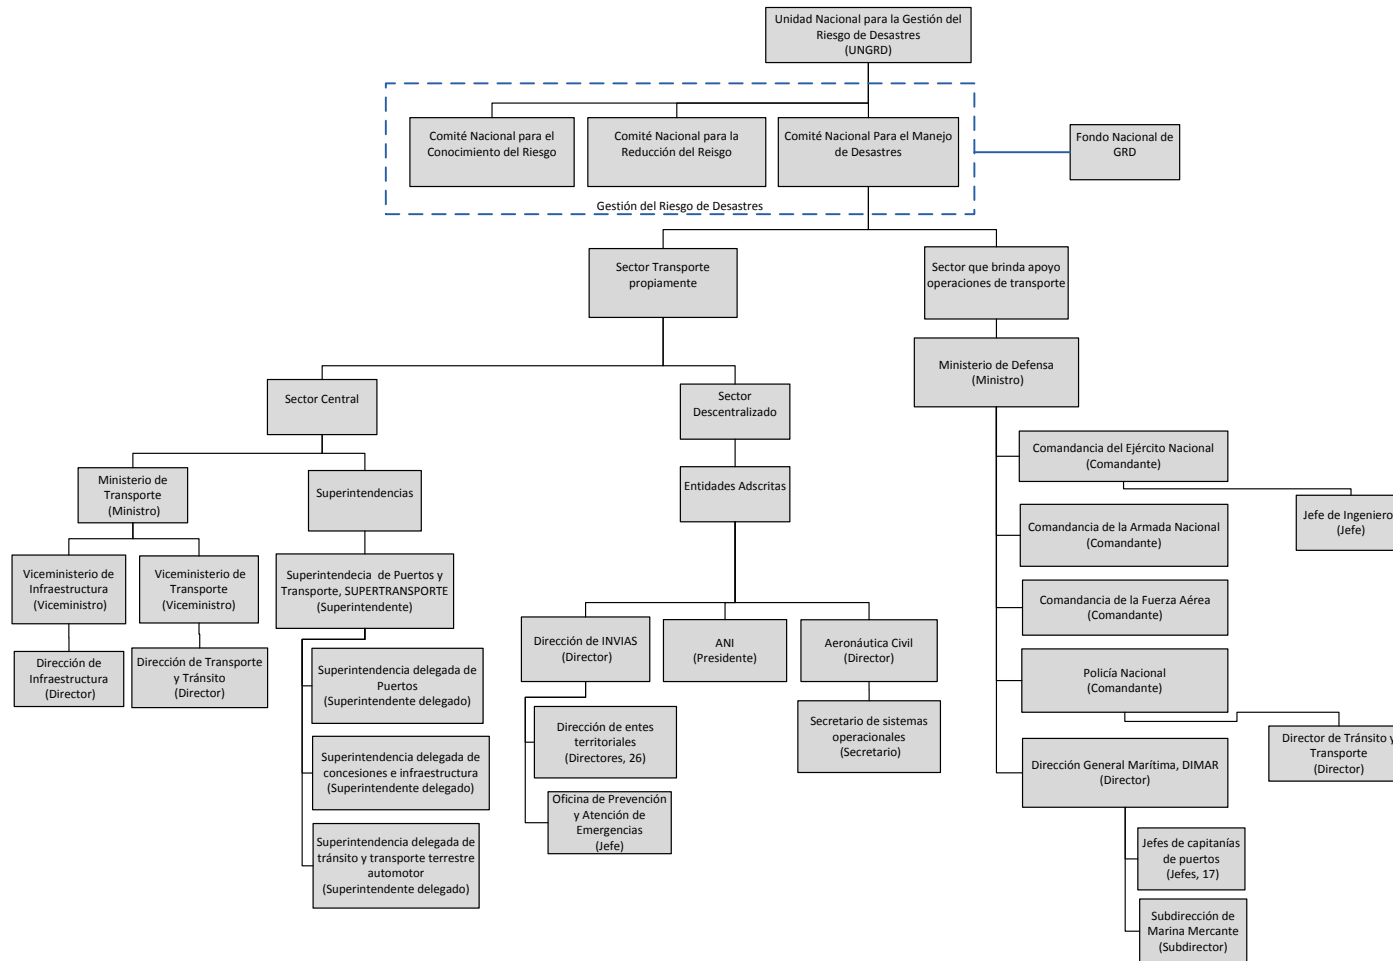 Unidad Nacional para la Gestión del
Riesgo de Desastres
(UNGRD)
Comité Nacional para el
Conocimiento del Riesgo
Comité Nacional para la
Reducción del Reisgo
Comité Nacional Para el Manejo
de Desastres
Fondo Nacional de
GRD
Gestión del Riesgo de Desastres
Sector Transporte
propiamente
Sector que brinda apoyo
operaciones de transporte
Ministerio de Defensa
(Ministro)
Sector Central
Sector
Descentralizado
Ministerio de
Transporte
(Ministro)
Superintendencias
Entidades Adscritas
Comandancia del Ejército Nacional
(Comandante)
Jefe de Ingeniero
(Jefe)
Comandancia de la Armada Nacional
(Comandante)
Viceministerio de
Infraestructura
(Viceministro)
Viceministerio de
Transporte
(Viceministro)
Superintendecia de Puertos y
Transporte, SUPERTRANSPORTE
(Superintendente)
Comandancia de la Fuerza Aérea
(Comandante)
Dirección de
Infraestructura
(Director)
Dirección de Transporte
y Tránsito
(Director)
Superintendencia delegada de
Puertos
(Superintendente delegado)
Dirección de INVIAS
(Director)
ANI
(Presidente)
Aeronáutica Civil
(Director)
Policía Nacional
(Comandante)
Director de Tránsito y
Transporte
(Director)
Dirección de entes
territoriales
(Directores, 26)
Secretario de sistemas
operacionales
(Secretario)
Superintendencia delegada de
concesiones e infraestructura
(Superintendente delegado)
Dirección General Marítima, DIMAR
(Director)
Oficina de Prevención
y Atención de
Emergencias
(Jefe)
Superintendencia delegada de
tránsito y transporte terrestre
automotor
(Superintendente delegado)
Jefes de capitanías
de puertos
(Jefes, 17)
Subdirección de
Marina Mercante
(Subdirector)